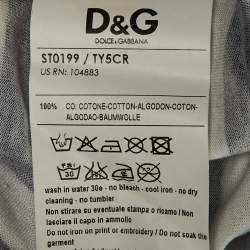 D&G
DOLCE & GABBANA
ST0199 / TY5CR
US RN: 104883
100% CO: COTONE-COTTON-ALGODON-COTON-
ALGODAO-BAUMWOLLE
wash in water 30ø - no bleach - cool iron - no dry
cleaning - no tumbler
Non stirare su eventuale stampa o ricamo / Non
lasciare il capo in ammollo
Do not iron on print or embroidery / Do not soak the
garment